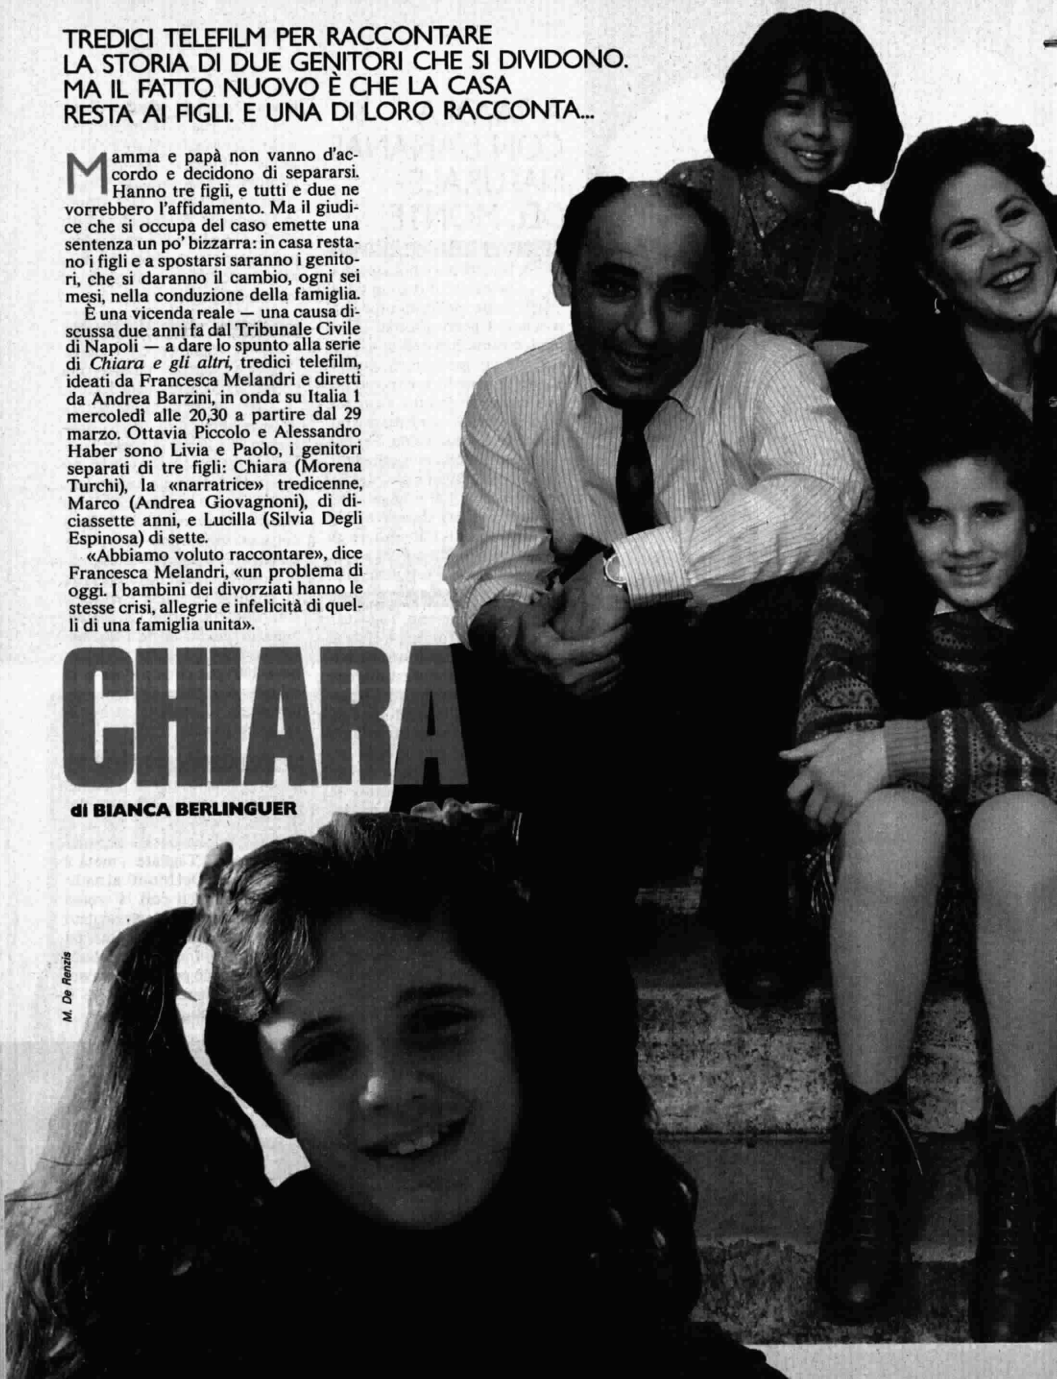 TREDICI TELEFILM PER RACCONTARE
LA STORIA DI DUE GENITORI CHE SI DIVIDONO.
MA IL FATTO NUOVO È CHE LA CASA
RESTA AI FIGLI. E UNA DI LORO RACCONTA...
Mamma e papà non vanno d'ac-
cordo e decidono di separarsi.
Hanno tre figli, e tutti e due ne
vorrebbero l'affidamento. Ma il giudi-
ce che si occupa del caso emette una
sentenza un po' bizzarra: in casa resta-
no i figli e a spostarsi saranno i genito-
ri, che si daranno il cambio, ogni sei
mesi, nella conduzione della famiglia.
È una vicenda reale — una causa di-
scussa due anni fa dal Tribunale Civile
di Napoli — a dare lo spunto alla serie
di Chiara e gli altri, tredici telefilm,
ideati da Francesca Melandri e diretti
da Andrea Barzini, in onda su Italia 1
mercoledì alle 20,30 a partire dal 29
marzo. Ottavia Piccolo e Alessandro
Haber sono Livia e Paolo, i genitori
separati di tre figli: Chiara (Morena
Turchi), la «narratrice» tredicenne,
Marco (Andrea Giovagnoni), di di-
ciassette anni, e Lucilla (Silvia Degli
Espinosa) di sette.
«Abbiamo voluto raccontare», dice
Francesca Melandri, «un problema di
oggi. I bambini dei divorziati hanno le
stesse crisi, allegrie e infelicità di quel-
li di una famiglia unita».
CHIARA
di BIANCA BERLINGUER
M. De Renzis